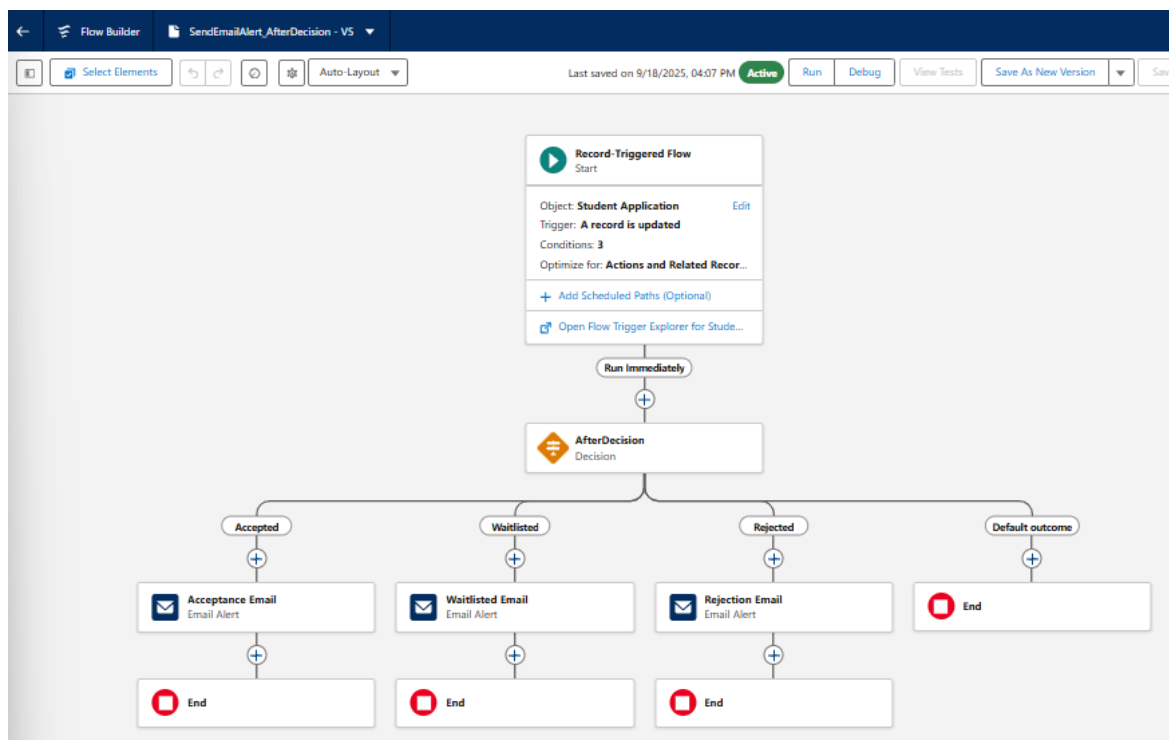 Flow Builder
SendEmailAlert_AfterDecision - V5
Select Elements
Auto-Layout
Last saved on 9/18/2025, 04:07 PM
Active
Run
Debug
View Tests
Save As New Version
Sav
Record-Triggered Flow
Start
Object: Student Application
Edit
Trigger: A record is updated
Conditions: 3
Optimize for: Actions and Related Recor...
Add Scheduled Paths (Optional)
Open Flow Trigger Explorer for Stude...
Run Immediately
AfterDecision
Decision
Accepted
Waitlisted
Rejected
Default outcome
Acceptance Email
Email Alert
Waitlisted Email
Email Alert
Rejection Email
Email Alert
End
End
End
End